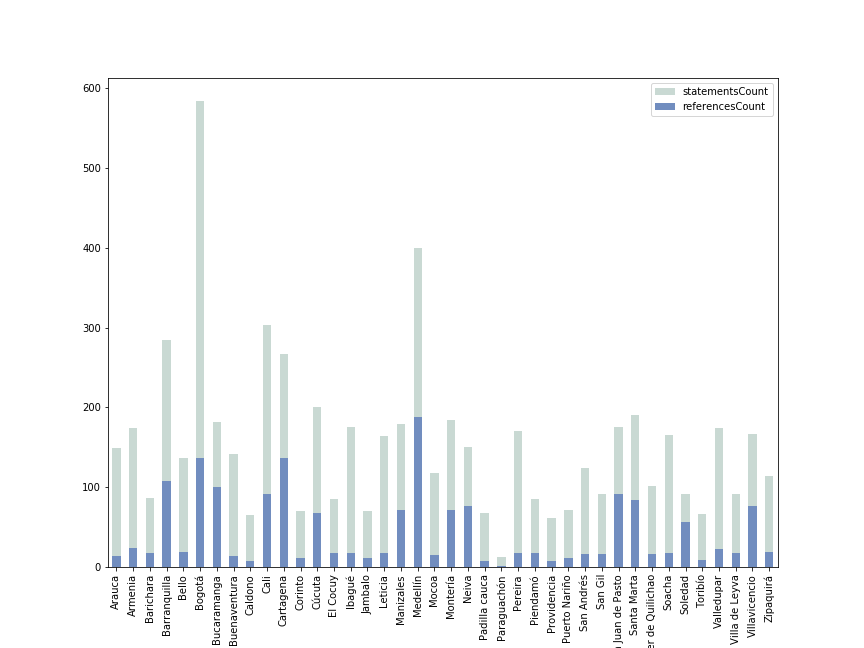 600
500
400
300
200
100
0
statementsCount
referencesCount
Arauca
Armenia
Barichara
Barranquilla
Bello
Bogotá
Bucaramanga
Buenaventura
Caldono
Cali
Cartagena
Corinto
Cúcuta
El Cocuy
Ibagué
Jambalo
Leticia
Manizales
Medellín
Mocoa
Montería
Neiva
Padilla cauca
Paraguachón
Pereira
Piendamó
Providencia
Puerto Nariño
San Andrés
San Gil
Juan de Pasto
Santa Marta
er de Quilichao
Soacha
Soledad
Toribío
Valledupar
Villa de Leyva
Villavicencio
Zipaquirá